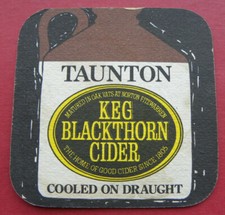 TAUNTON
MATURED IN OAK VATS AT NORTON FITZWARREN
KEG
BLACKTHORN
CIDER
THE HOME OF GOOD CIDER SINCE 1805
COOLED ON DRAUGHT